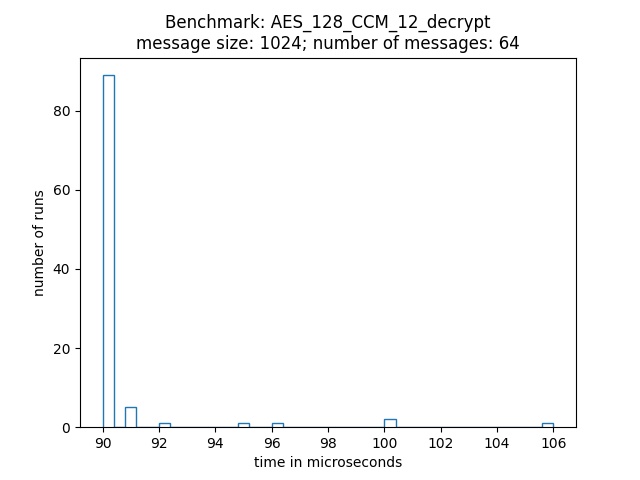 Benchmark: AES_128_CCM_12_decrypt
message size: 1024; number of messages: 64
80
60
40
20
0
number of runs
90 92 94 96 98 100 102 104 106
time in microseconds